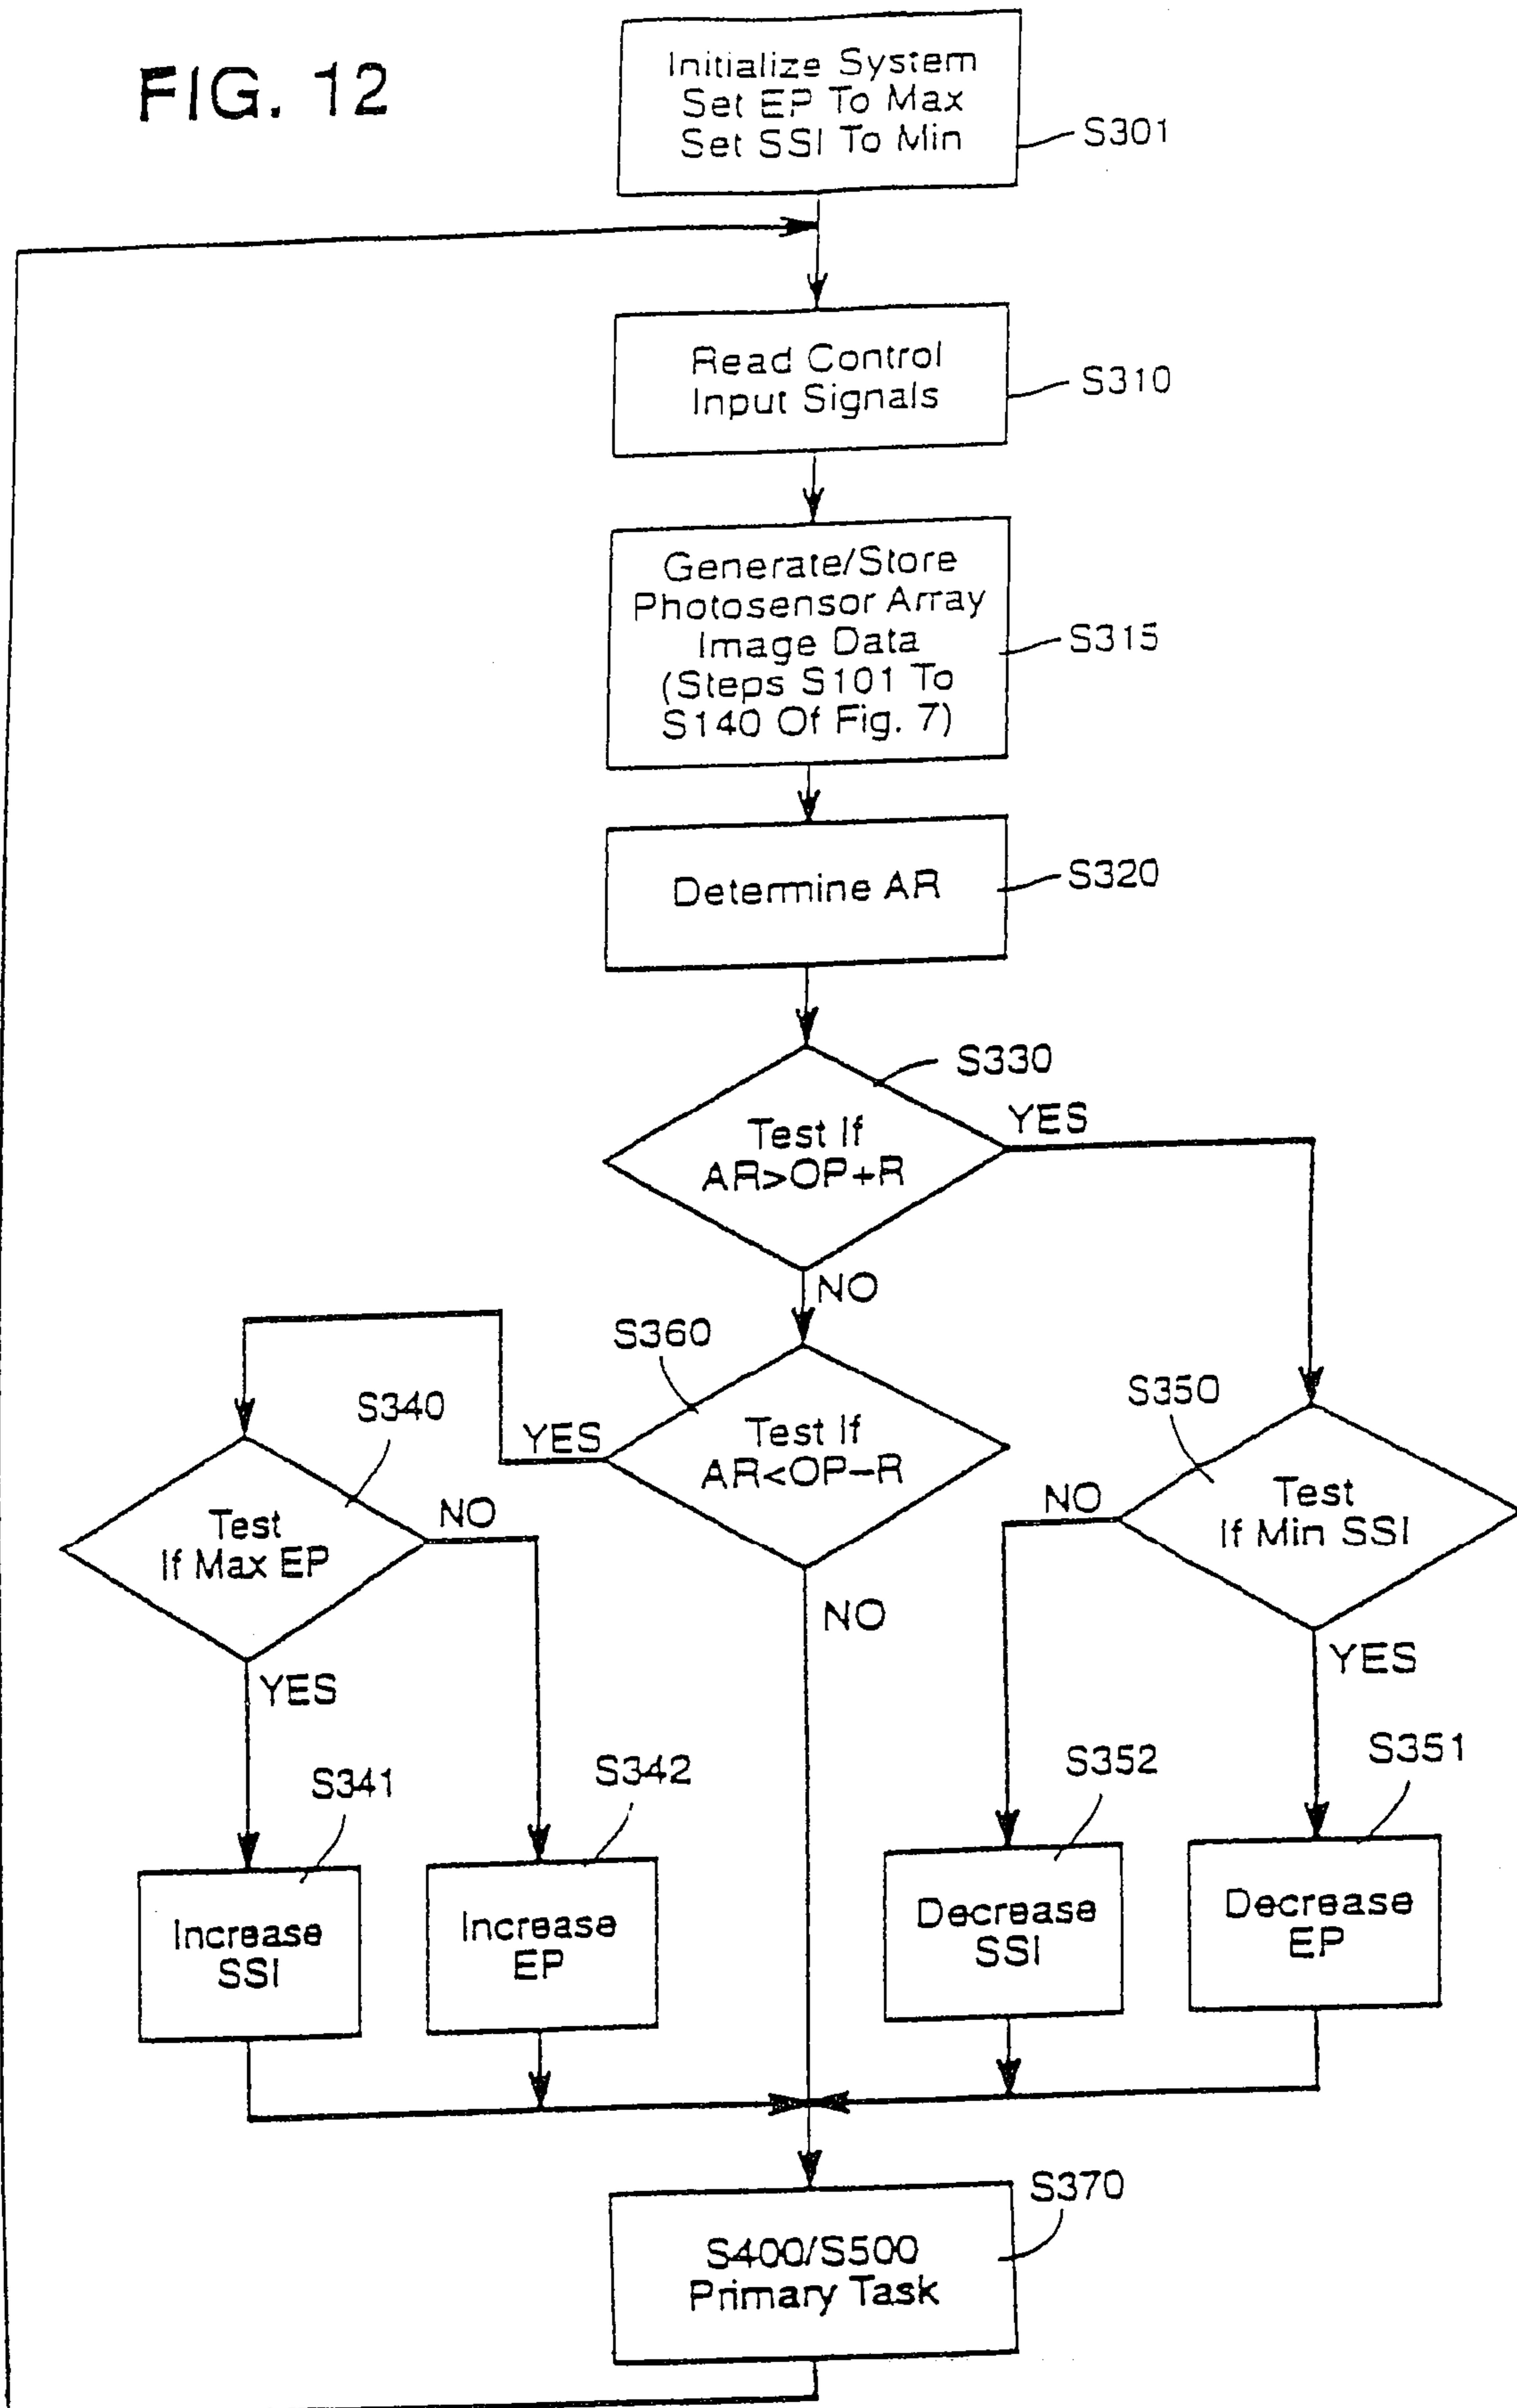 FIG. 12
Initialize System
Set EP To Max
Set SSI To Min
S301
Read Control
Input Signals
S310
Generate/Store
Photosensor Array
Image Data
(Steps S101 To
S140 Of Fig. 7)
S315
Determine AR
S320
S330
Test If
AR>OP+R
YES
NO
S360
Test If
AR<OP-R
YES
NO
S340
Test
If Max EP
NO
YES
S350
Test
If Min SSI
NO
YES
S341
Increase
SSI
S342
Increase
EP
S352
Decrease
SSI
S351
Decrease
EP
S370
S400/S500
Primary Task